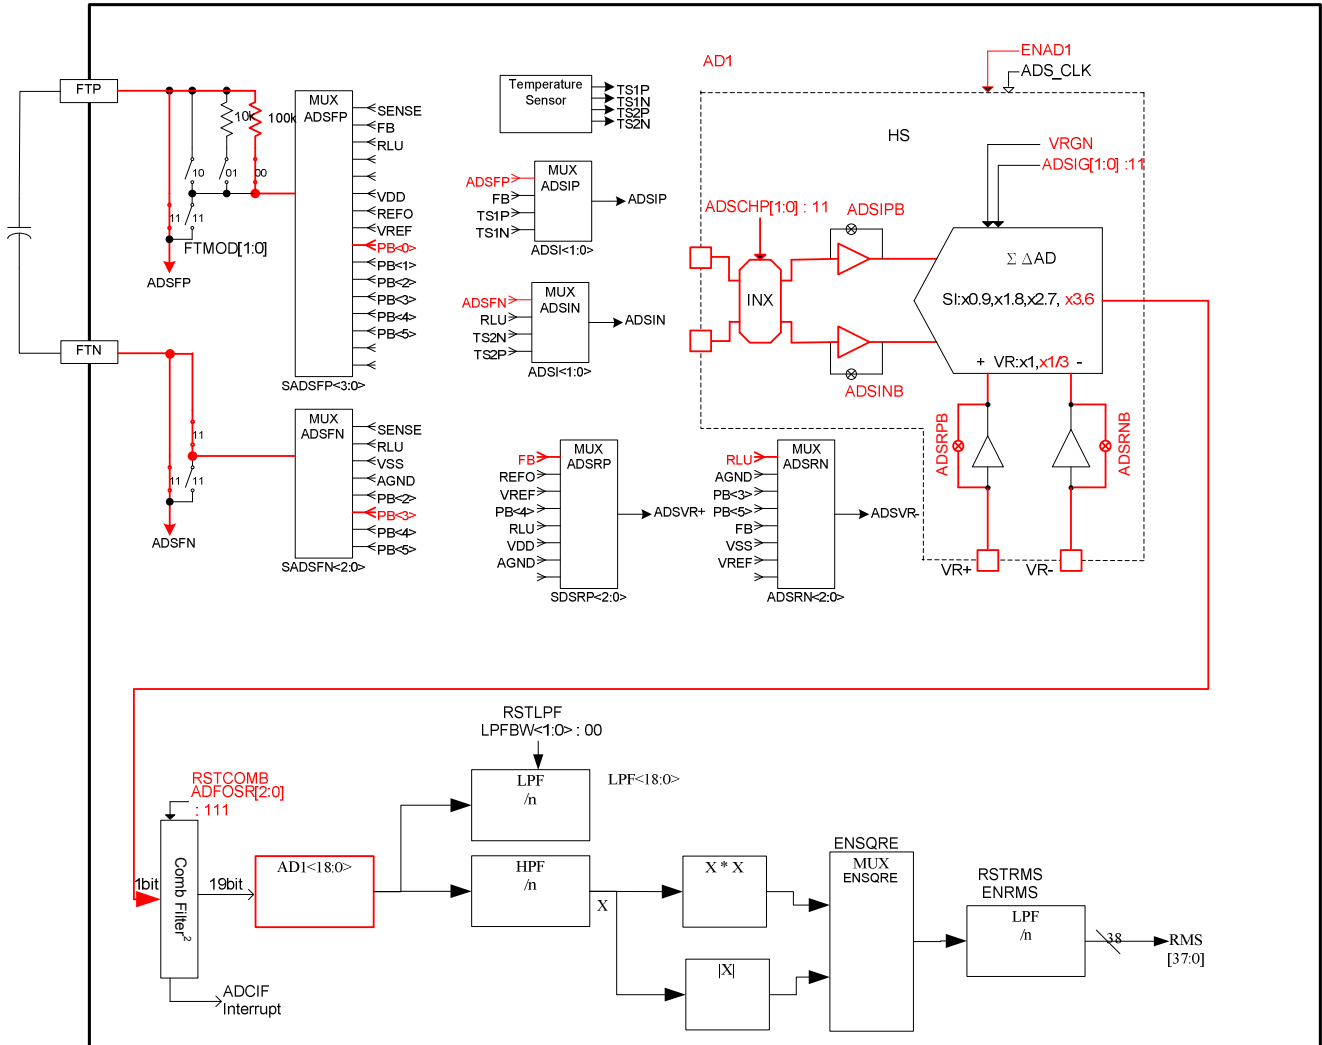 FTP
10k
100k
10
01
00
11
11
FTMOD[1:0]
ADSFP
FTN
11
11
11
ADSFN
MUX
ADSFP
SENSE
FB
RLU
VDD
REFO
VREF
PB<0>
PB<1>
PB<2>
PB<3>
PB<4>
PB<5>
SADSFP<3:0>
MUX
ADSFN
SENSE
RLU
VSS
AGND
PB<2>
PB<3>
PB<4>
PB<5>
SADSFN<2:0>
Temperature
Sensor
TS1P
TS1N
TS2P
TS2N
MUX
ADSIP
ADSFP
FB
TS1P
TS1N
ADSIP
ADSI<1:0>
MUX
ADSIN
ADSFN
RLU
TS2N
TS2P
ADSIN
ADSI<1:0>
MUX
ADSRP
FB
REFO
VREF
PB<4>
RLU
VDD
AGND
ADSVR+
SDSRP<2:0>
MUX
ADSRN
RLU
AGND
PB<3>
PB<5>
FB
VSS
VREF
ADSVR-
ADSRN<2:0>
AD1
ENAD1
ADS_CLK
HS
VRGN
ADSIG[1:0] :11
ADSCHP[1:0] : 11
ADSIPB
INX
ADSINB
Σ ΔAD
SI:x0.9,x1.8,x2.7, x3.6
+ VR:x1,x1/3 -
ADSRPB
ADSRNB
VR+
VR-
RSTLPF
LPFBW<1:0> : 00
LPF
/n
LPF<18:0>
RSTCOMB
ADFOSR[2:0]
: 111
1bit
Comb Filter2
19bit
AD1<18:0>
HPF
/n
X
X * X
|X|
ENSQRE
MUX
ENSQRE
RSTRMS
ENRMS
LPF
/n
38
RMS
[37:0]
ADCIF
Interrupt